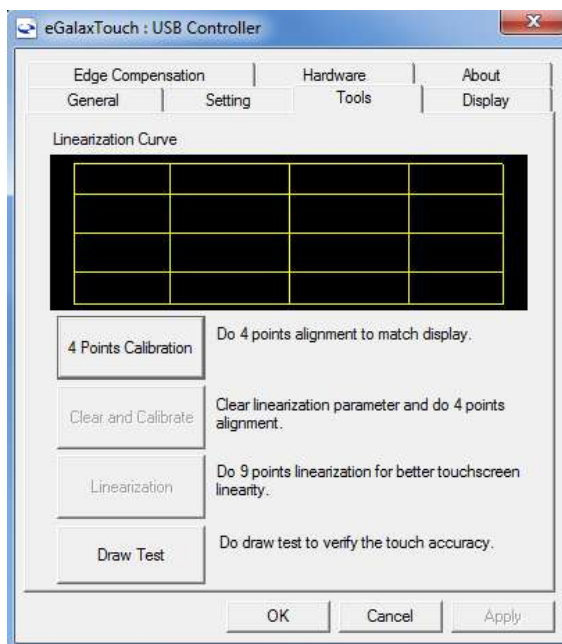 eGalaxTouch : USB Controller
Edge Compensation Hardware About
General Setting Tools Display
Linearization Curve
4 Points Calibration Do 4 points alignment to match display.
Clear and Calibrate Clear linearization parameter and do 4 points
alignment.
Linearization Do 9 points linearization for better touchscreen
linearity.
Draw Test Do draw test to verify the touch accuracy.
OK Cancel Apply